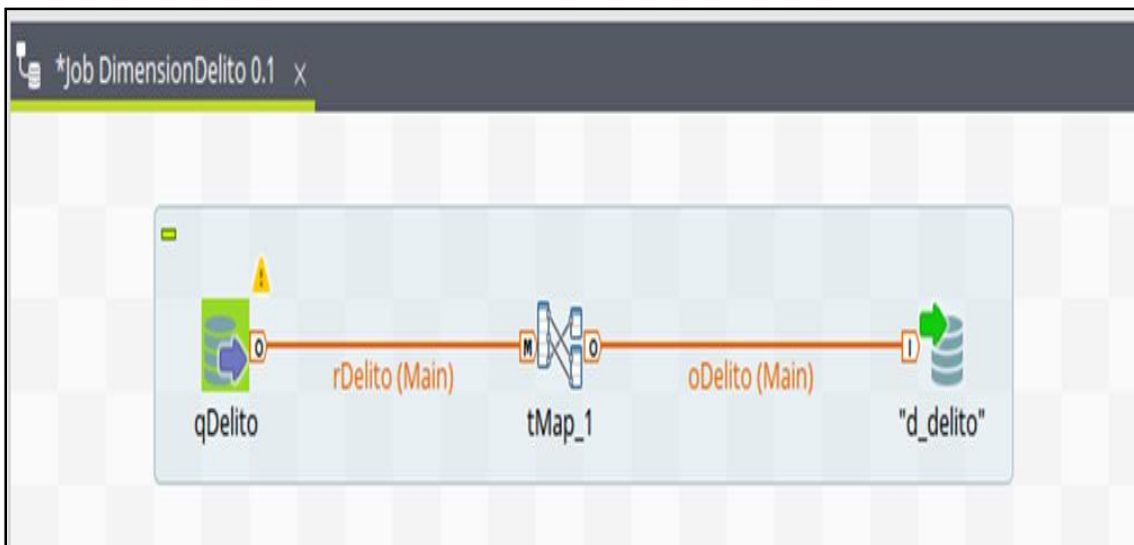 *Job DimensionDelito 0.1
O
M
O
I
rDelito (Main)
oDelito (Main)
qDelito
tMap_1
"d_delito"